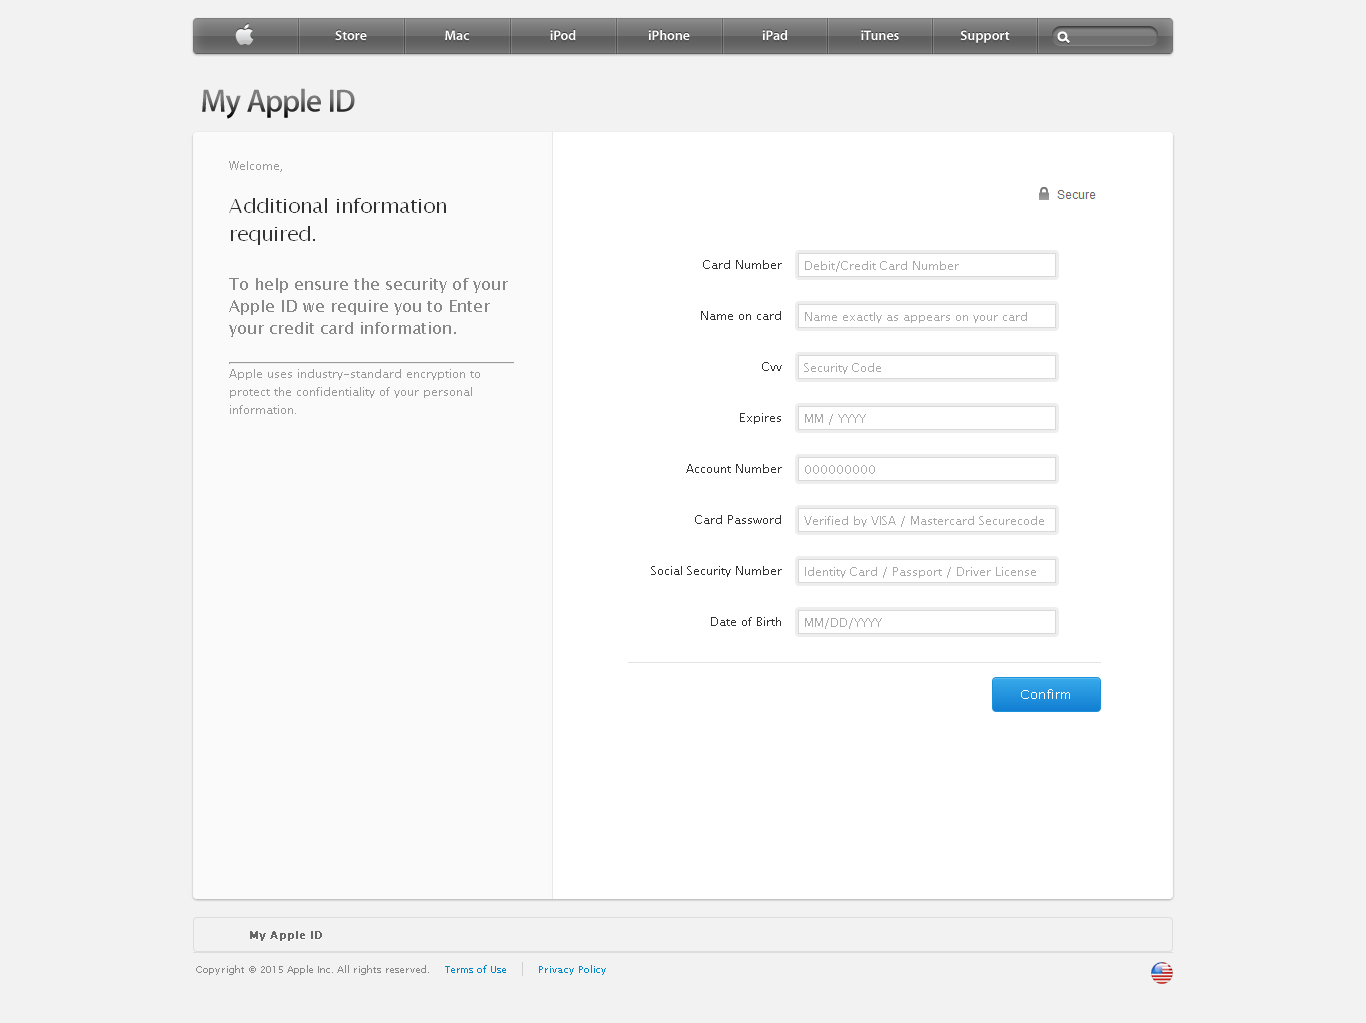 Store Mac iPod iPhone iPad iTunes Support
My Apple ID
Welcome,
Additional information
required.
To help ensure the security of your
Apple ID we require you to Enter
your credit card information.
Apple uses industry-standard encryption to
protect the confidentiality of your personal
information.
Secure
Card Number Debit/Credit Card Number
Name on card Name exactly as appears on your card
Cvv Security Code
Expires MM / YYYY
Account Number 000000000
Card Password Verified by VISA / Mastercard Securecode
Social Security Number Identity Card / Passport / Driver License
Date of Birth MM/DD/YYYY
Confirm
My Apple ID
Copyright © 2015 Apple Inc. All rights reserved. Terms of Use Privacy Policy